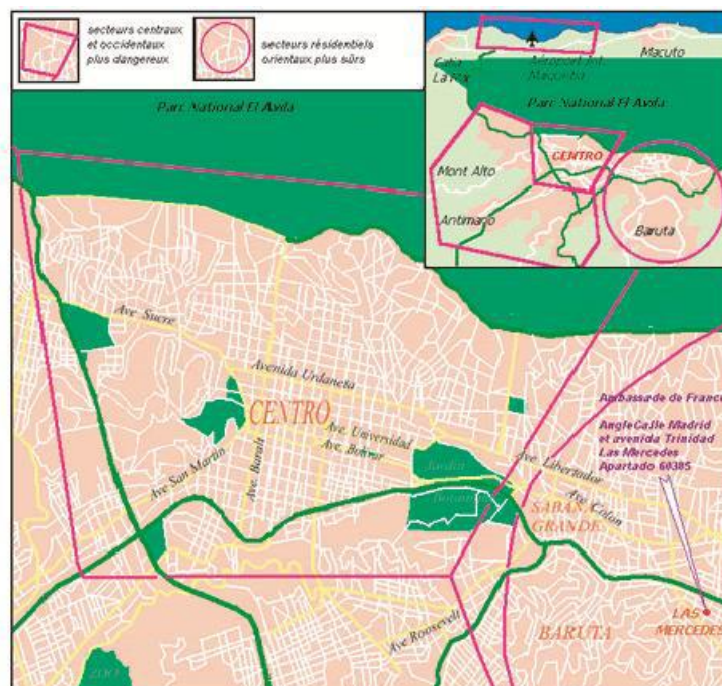 secteurs centraux
et occidentaux
plus dangereux
secteurs résidentiels
orientaux plus sûrs
Macuto
La
Aéroport Int.
Maiquetia
Parc National El Avila
Parc National El Avila
CENTRO
Mont Alto
Antimano
Baruta
Ave Sucre
Avenida Urdaneta
CENTRO
Ave. Universidad
Ave. Bolivar
Ave San Martin
Ave. Baralt
Jardin
Botan
Ave. Libertador
Ave. Colon
SABANA
GRANDE
Ambassade de France
Angle Calle Madrid
et avenida Trinidad
Las Mercedes
Apartado 60385
LAS
MERCEDES
BARUTA
Ave Roosevelt
ZOO